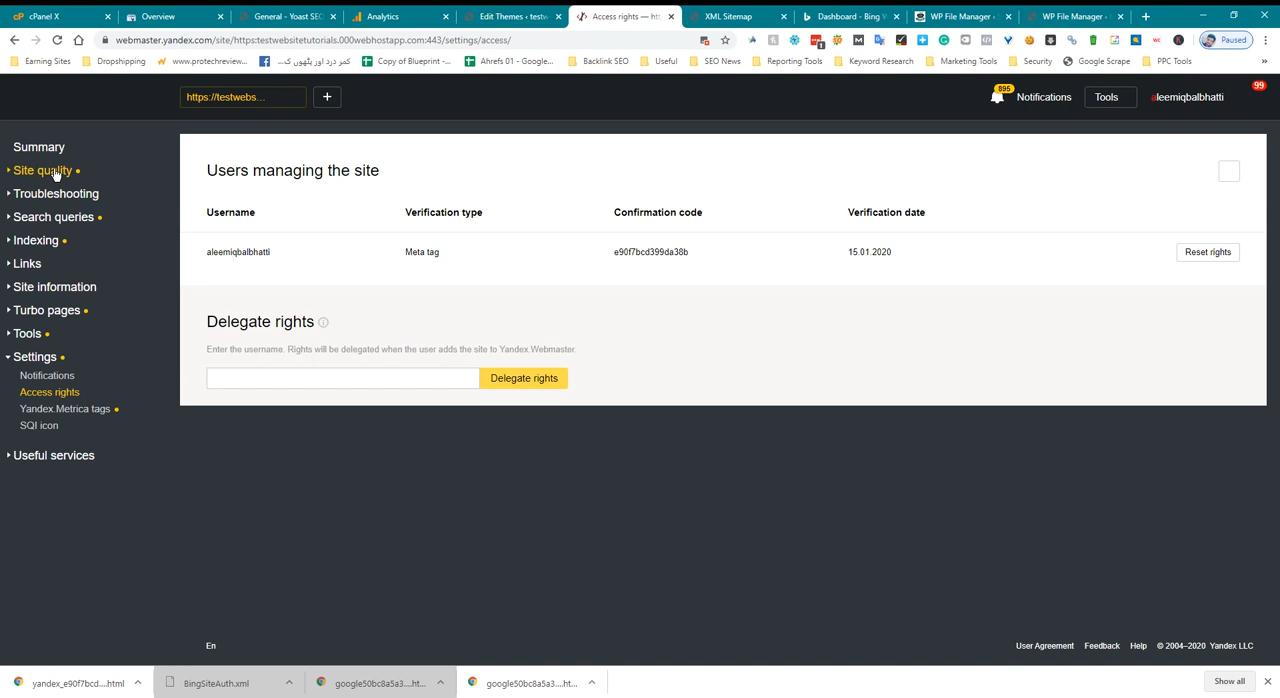 cPanel X
Overview
General - Yoast SEO
Analytics
Edit Themes ‹ testw
Access rights — htt
XML Sitemap
Dashboard - Bing W
WP File Manager ‹
WP File Manager ‹
webmaster.yandex.com/site/https:testwebsitetutorials.000webhostapp.com:443/settings/access/
Paused
Earning Sites
Dropshipping
www.protechreview...
کمر درد اور پٹھوں ک...
Copy of Blueprint -...
Ahrefs 01 - Google...
Backlink SEO
Useful
SEO News
Reporting Tools
Keyword Research
Marketing Tools
Security
Google Scrape
PPC Tools
»
https://testwebs...
+
895
Notifications
Tools
aleemiqbalbhatti
99
Summary
Site quality
Troubleshooting
Search queries
Indexing
Links
Site information
Turbo pages
Tools
Settings
Notifications
Access rights
Yandex.Metrica tags
SQI icon
Useful services
Users managing the site
Username Verification type Confirmation code Verification date
aleemiqbalbhatti Meta tag e90f7bcd399da38b 15.01.2020 Reset rights
Delegate rights
Enter the username. Rights will be delegated when the user adds the site to Yandex.Webmaster.
Delegate rights
En
User Agreement Feedback Help © 2004–2020 Yandex LLC
yandex_e90f7bcd....html
BingSiteAuth.xml
google50bc8a5a3....ht...
google50bc8a5a3....ht...
Show all